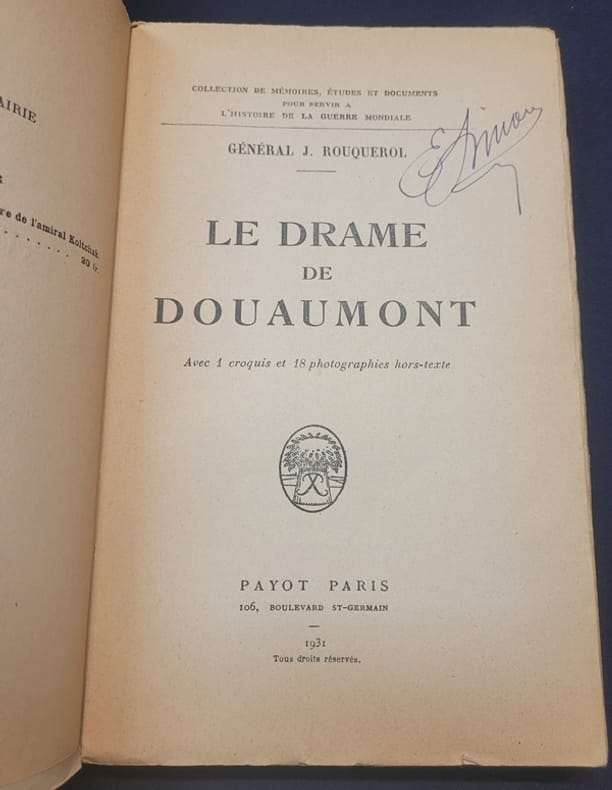 AIRIE
re de l'amiral Koltchak.
. . . . . . . 20 fr.
COLLECTION DE MÉMOIRES, ÉTUDES ET DOCUMENTS
POUR SERVIR A
L'HISTOIRE DE LA GUERRE MONDIALE
GÉNÉRAL J. ROUQUEROL
LE DRAME
DE
DOUAUMONT
Avec 1 croquis et 18 photographies hors-texte
PAYOT PARIS
106, BOULEVARD ST-GERMAIN
1931
Tous droits réservés.